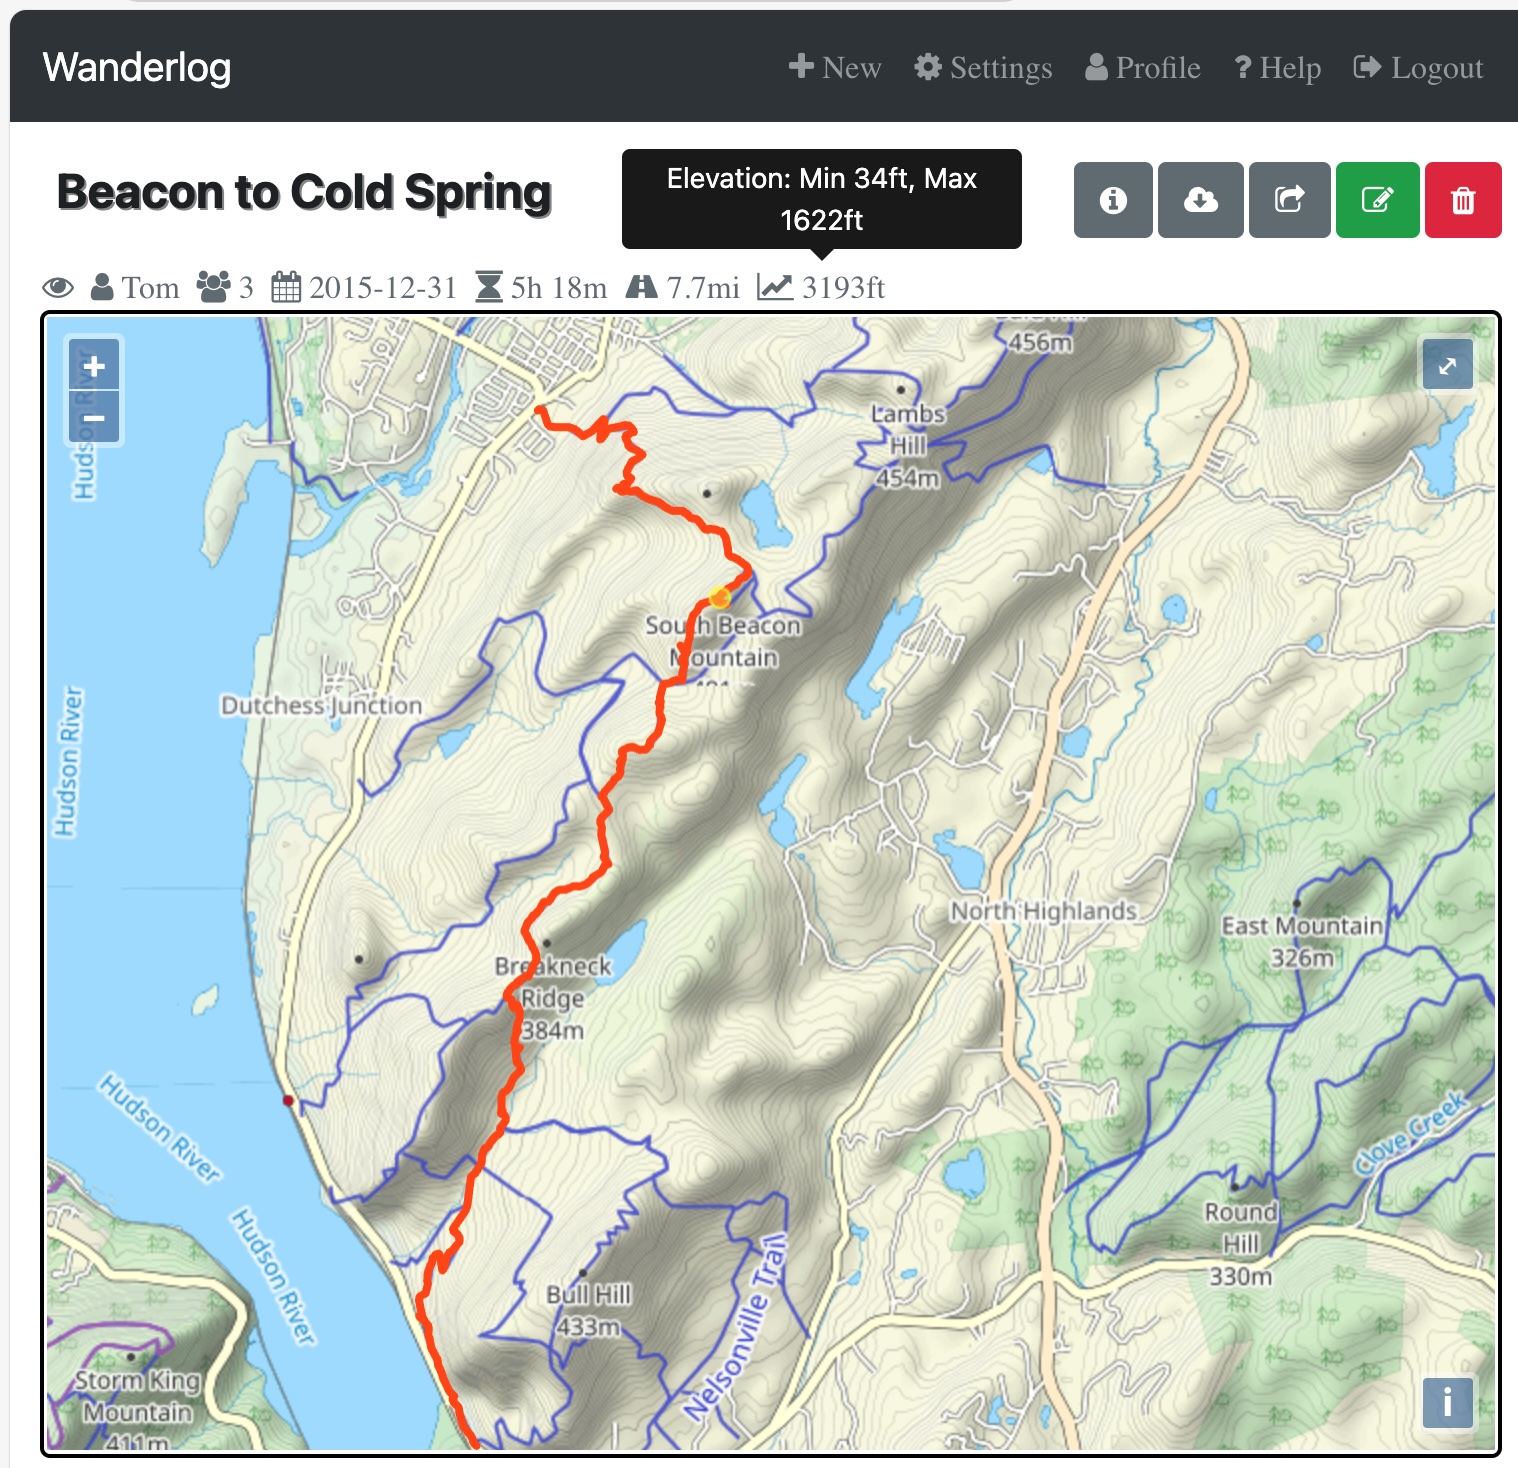 Wanderlog
New Settings Profile Help Logout
Beacon to Cold Spring
Elevation: Min 34ft, Max
1622ft
Tom 3 2015-12-31 5h 18m 7.7mi 3193ft
+
−
456m
Hudson River
Lambs
Hill
454m
South Beacon
Mountain
Dutchess Junction
Hudson River
North Highlands
East Mountain
326m
Breakneck
Ridge
384m
Hudson River
Clove Creek
Hudson River
Round
Hill
330m
Bull Hill
433m
Nelsonville Trail
Storm King
Mountain
411m
i